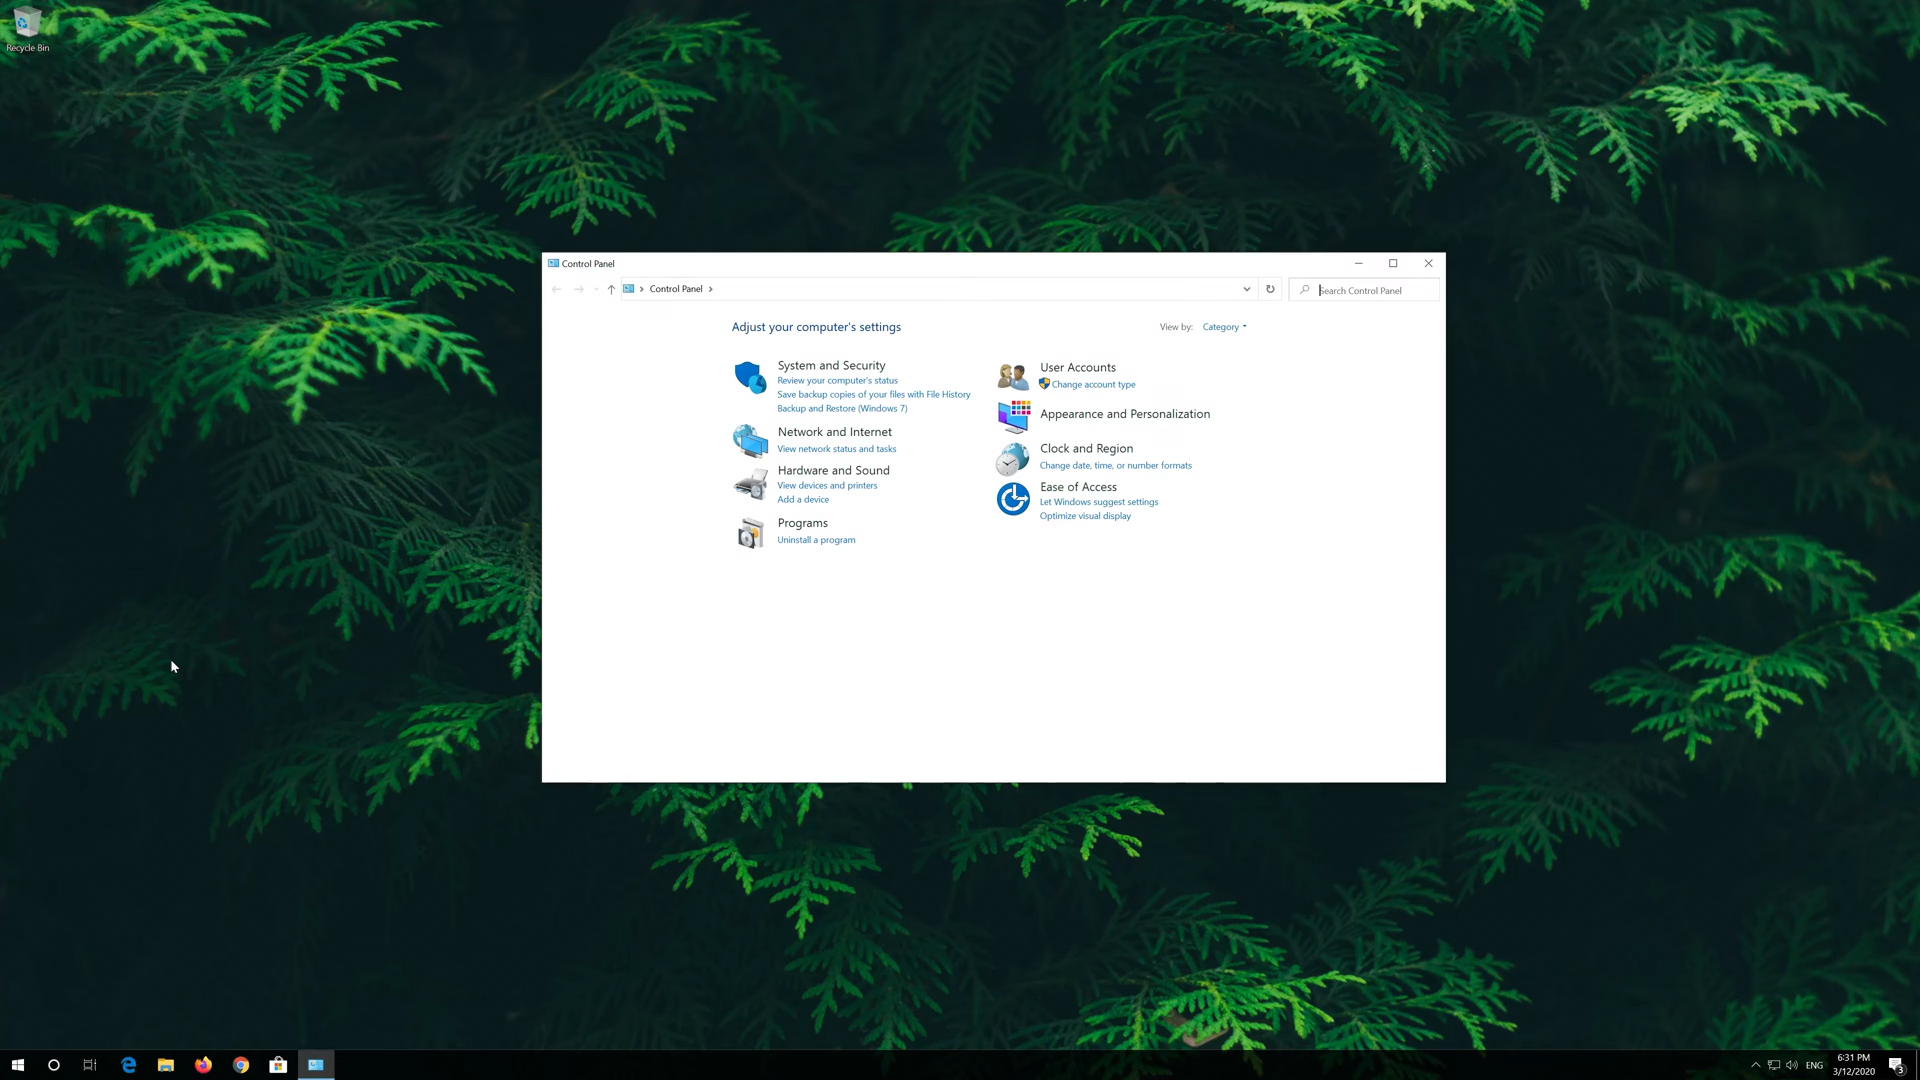 Recycle Bin
Control Panel
Control Panel
Search Control Panel
Adjust your computer's settings
View by: Category
System and Security
Review your computer's status
Save backup copies of your files with File History
Backup and Restore (Windows 7)
Network and Internet
View network status and tasks
Hardware and Sound
View devices and printers
Add a device
Programs
Uninstall a program
User Accounts
Change account type
Appearance and Personalization
Clock and Region
Change date, time, or number formats
Ease of Access
Let Windows suggest settings
Optimize visual display
ENG
6:31 PM
3/12/2020
3